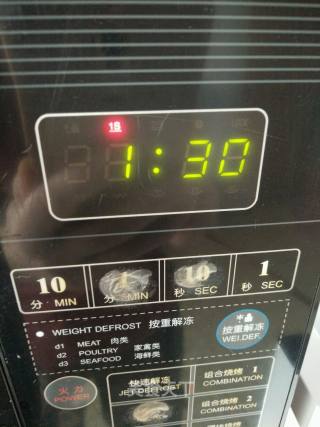 1S
1:30
10 分 MIN
1 分 MIN
10 秒 SEC
1 秒 SEC
WEIGHT DEFROST 按重解冻
d1 MEAT 肉类
d2 POULTRY 家禽类
d3 SEAFOOD 海鲜类
按重解冻
WEI.DEF.
火力
POWER
快速解冻
JET DEFROST
组合烧烤 1
COMBINATION
组合烧烤 2
COMBINATION